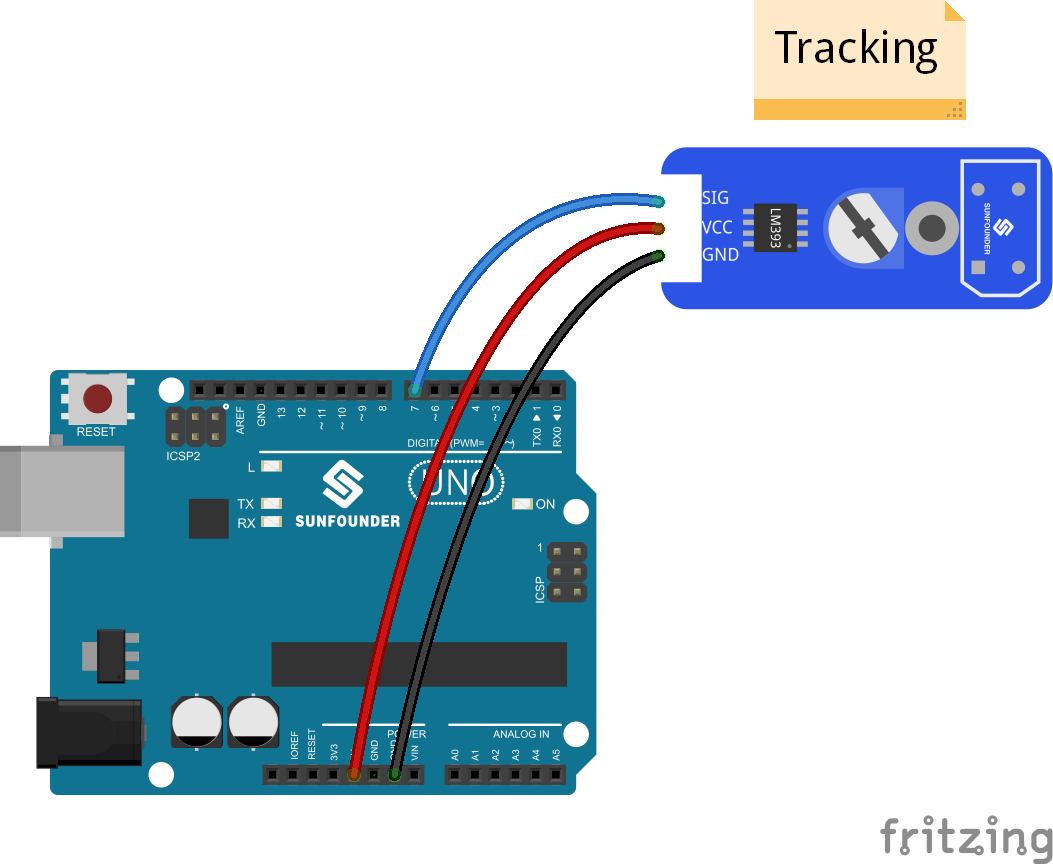 Tracking
SIG
VCC
GND
LM393
SUNFOUNDER
RESET
ICSP2
AREF
GND
13
12
~11
~10
~9
8
7
~6
4
~3
TX0 ▶ 1
RX0 ◀ 0
DIGITAL (PWM= ~)
L
TX
RX
SUNFOUNDER
UNO
ON
1
ICSP
IOREF
RESET
3V3
GND
GND
VIN
POWER
ANALOG IN
A0
A1
A2
A3
A4
A5
fritzing